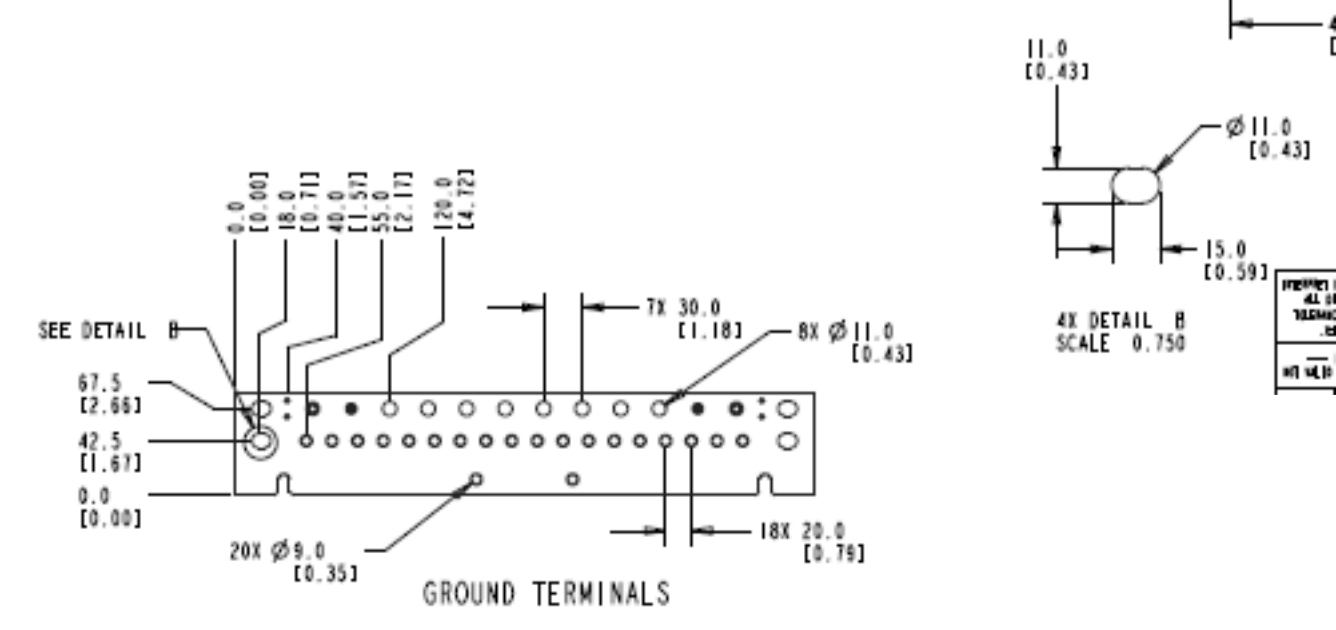 11.0
[0.43]
Ø 11.0
[0.43]
15.0
[0.59]
4X DETAIL B
SCALE 0.750
0.0
[0.00]
18.0
[0.71]
40.0
[1.57]
55.0
[2.17]
120.0
[4.72]
SEE DETAIL B
7X 30.0
[1.18]
8X Ø 11.0
[0.43]
67.5
[2.66]
42.5
[1.67]
0.0
[0.00]
20X Ø 9.0
[0.35]
18X 20.0
[0.79]
GROUND TERMINALS